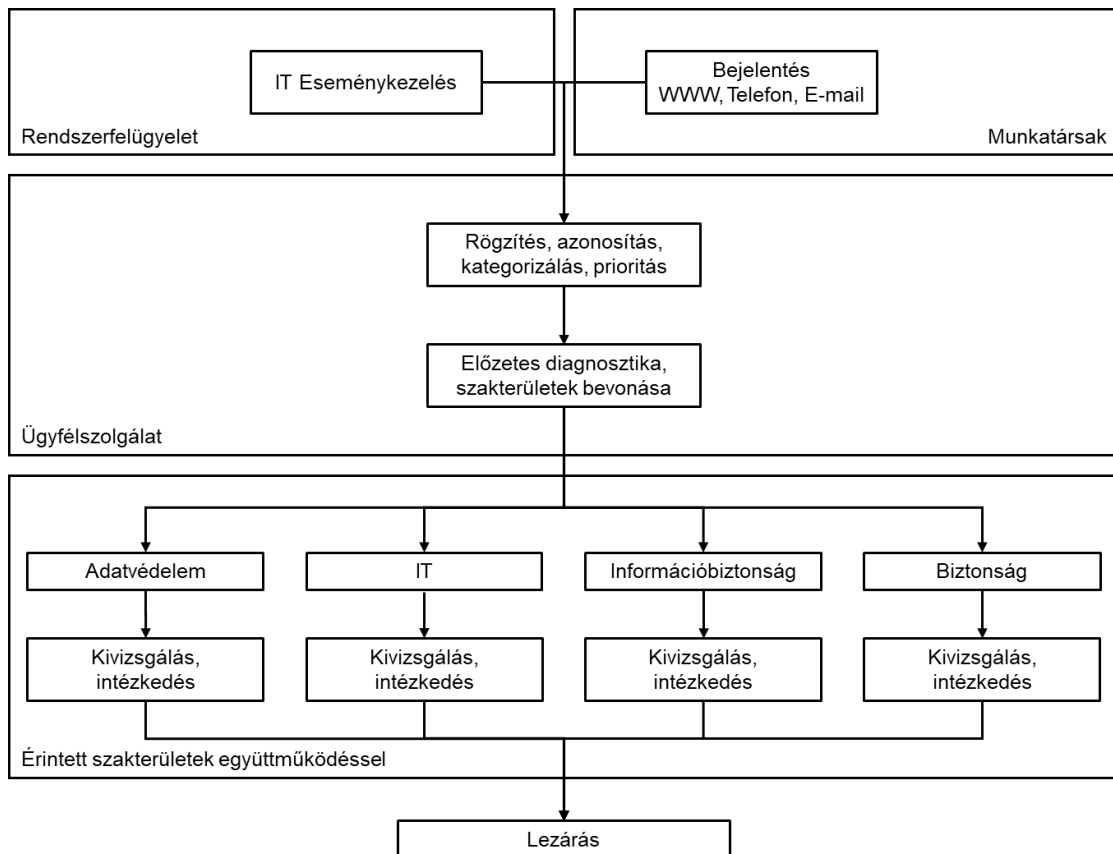 IT Eseménykezelés
Bejelentés
WWW, Telefon, E-mail
Rendszerfelügyelet
Munkatársak
Rögzítés, azonosítás,
kategorizálás, prioritás
Előzetes diagnosztika,
szakterületek bevonása
Ügyfélszolgálat
Adatvédelem
IT
Információbiztonság
Biztonság
Kivizsgálás,
intézkedés
Kivizsgálás,
intézkedés
Kivizsgálás,
intézkedés
Kivizsgálás,
intézkedés
Érintett szakterületek együttműködéssel
Lezárás